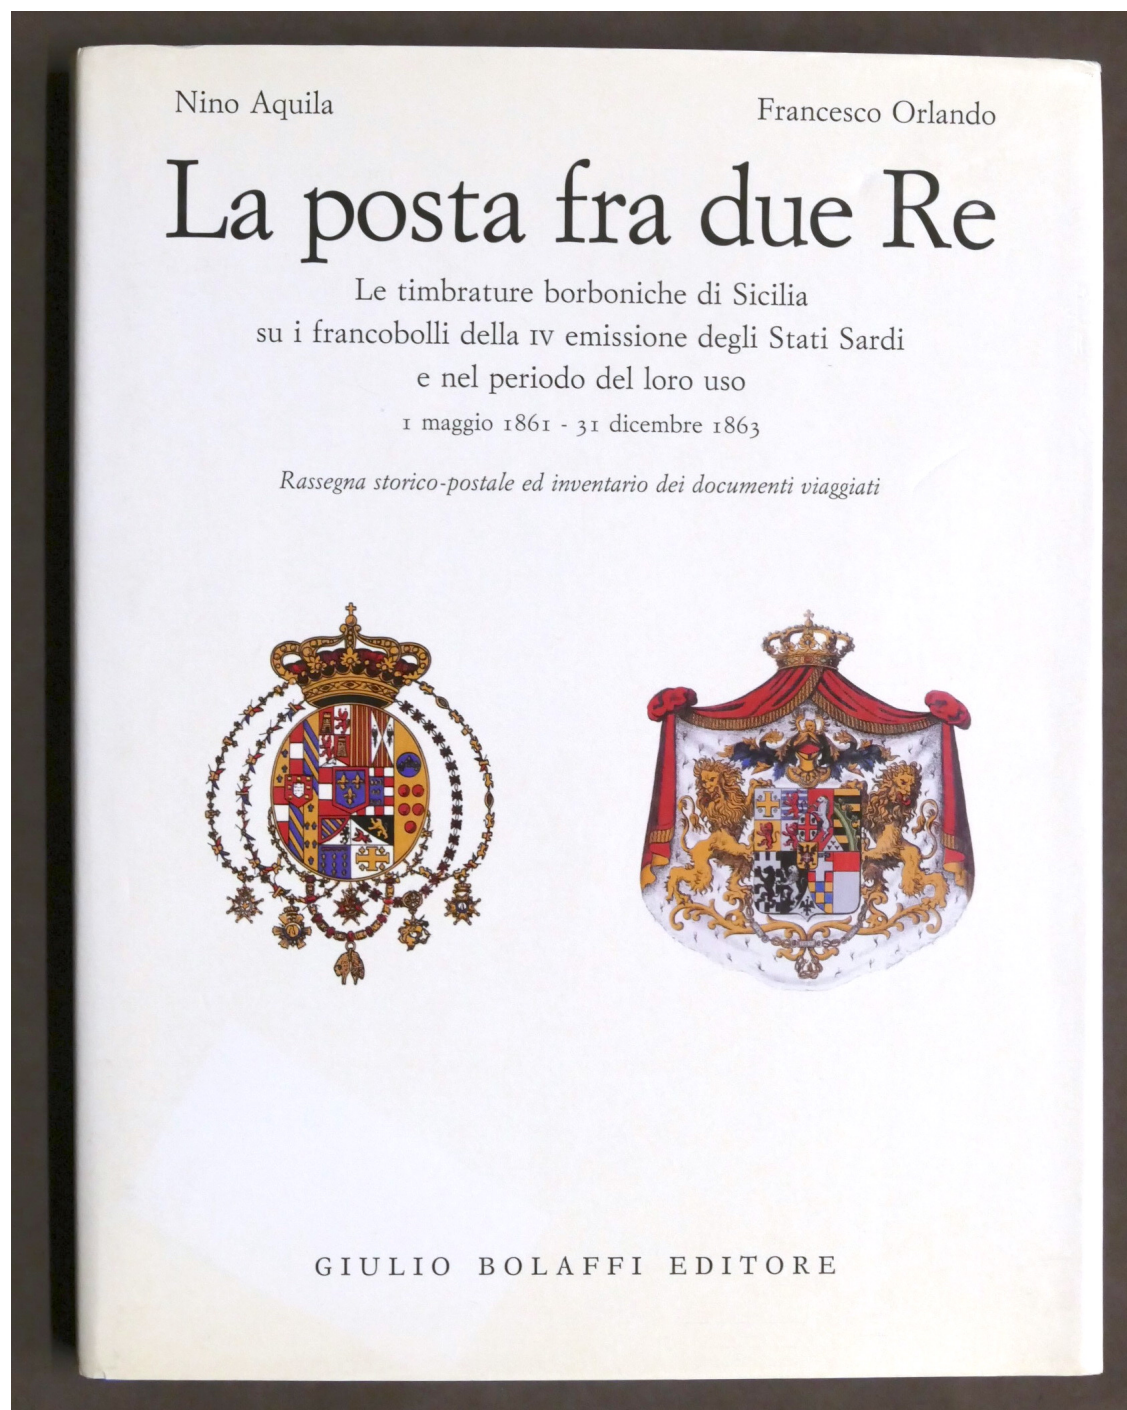 Nino Aquila
Francesco Orlando
La posta fra due Re
Le timbrature borboniche di Sicilia
su i francobolli della IV emissione degli Stati Sardi
e nel periodo del loro uso
1 maggio 1861 - 31 dicembre 1863
Rassegna storico-postale ed inventario dei documenti viaggiati
GIULIO BOLAFFI EDITORE